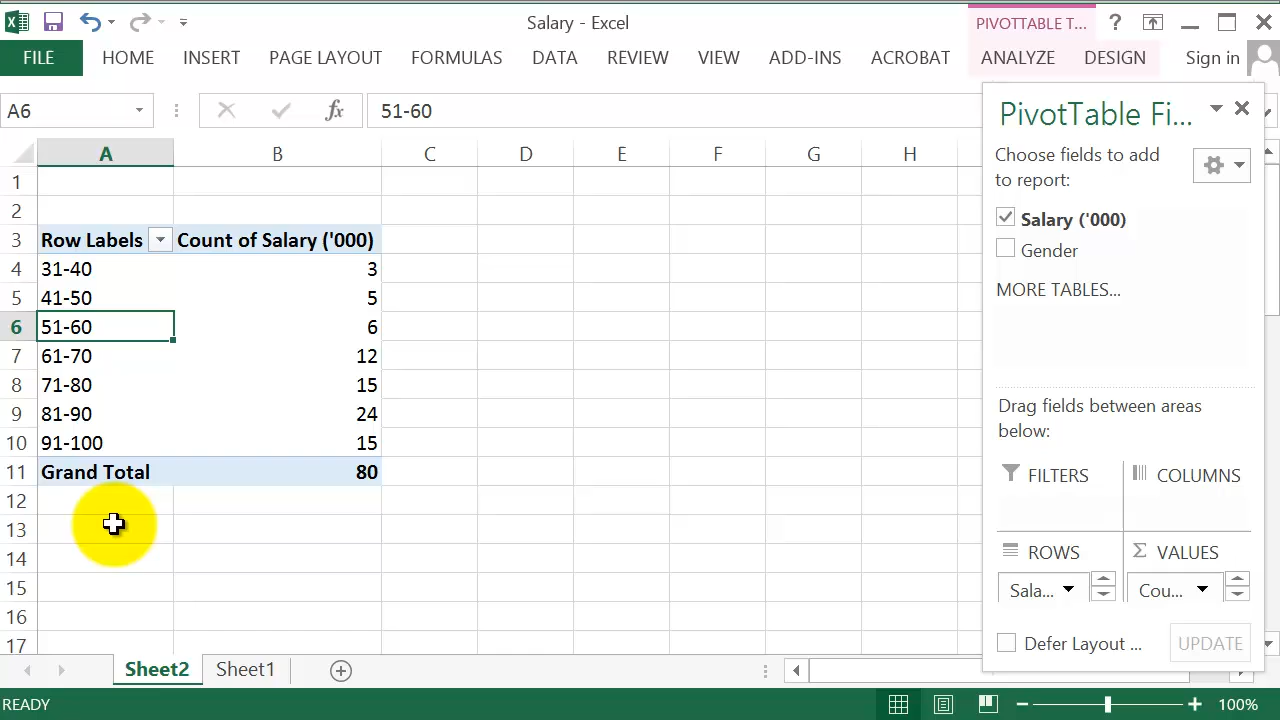 Salary - Excel
PIVOTTABLE T...
?
FILE HOME INSERT PAGE LAYOUT FORMULAS DATA REVIEW VIEW ADD-INS ACROBAT ANALYZE DESIGN Sign in
A6 fx 51-60
PivotTable Fi...
Choose fields to add
to report:
Salary ('000)
Gender
MORE TABLES...
Drag fields between areas
below:
FILTERS COLUMNS
ROWS Σ VALUES
Sala... Cou...
Defer Layout ... UPDATE
A B C D E F G H
1
2
3 Row Labels Count of Salary ('000)
4 31-40 3
5 41-50 5
6 51-60 6
7 61-70 12
8 71-80 15
9 81-90 24
10 91-100 15
11 Grand Total 80
12
13
14
15
16
17
Sheet2 Sheet1
READY 100%